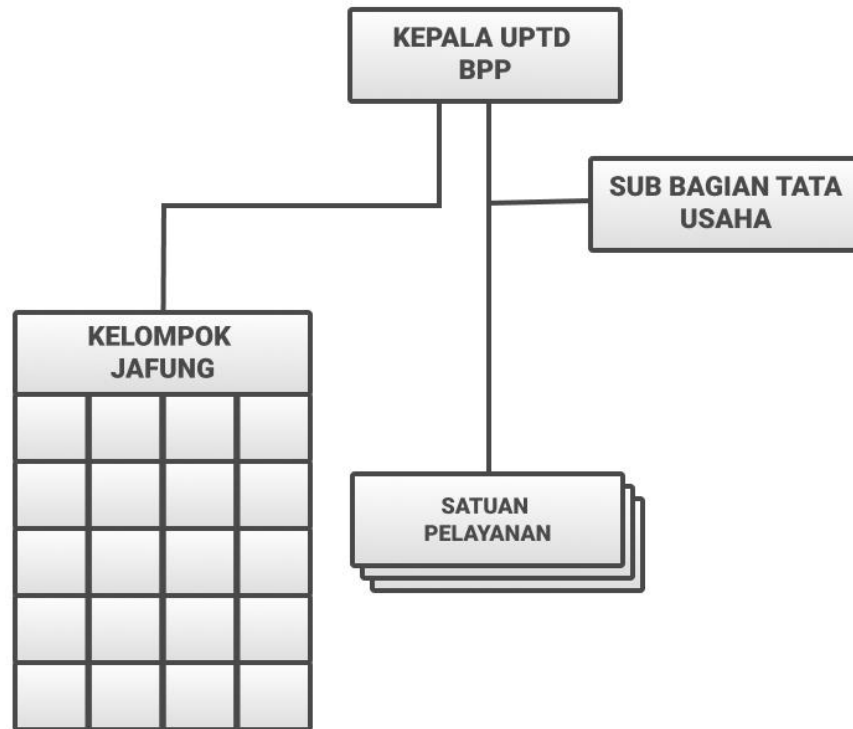 KEPALA UPTD
BPP
SUB BAGIAN TATA
USAHA
KELOMPOK
JAFUNG
SATUAN
PELAYANAN